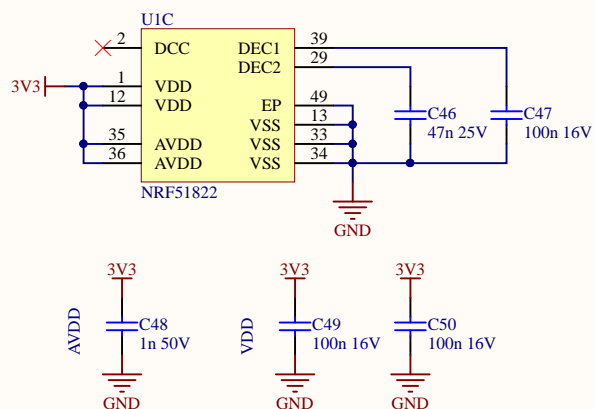 U1C
2 DCC DEC1 39
DEC2 29
3V3 1 VDD
12 VDD EP 49
VSS 13
35 AVDD VSS 33
36 AVDD VSS 34
NRF51822
C46
47n 25V
C47
100n 16V
GND
3V3
AVDD
C48
1n 50V
GND
3V3
VDD
C49
100n 16V
GND
3V3
C50
100n 16V
GND